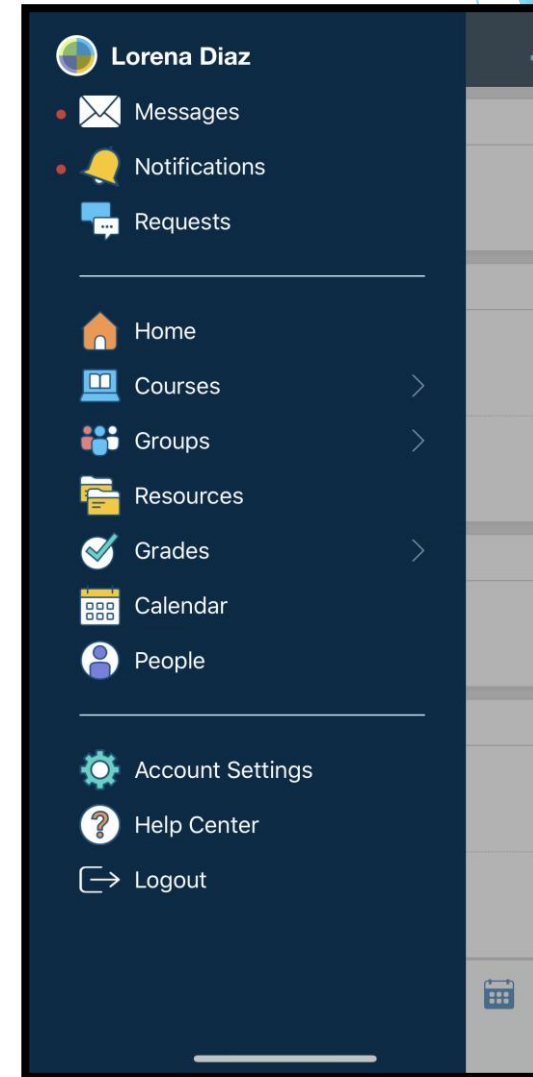 Lorena Diaz
Messages
Notifications
Requests
Home
Courses
Groups
Resources
Grades
Calendar
People
Account Settings
Help Center
Logout